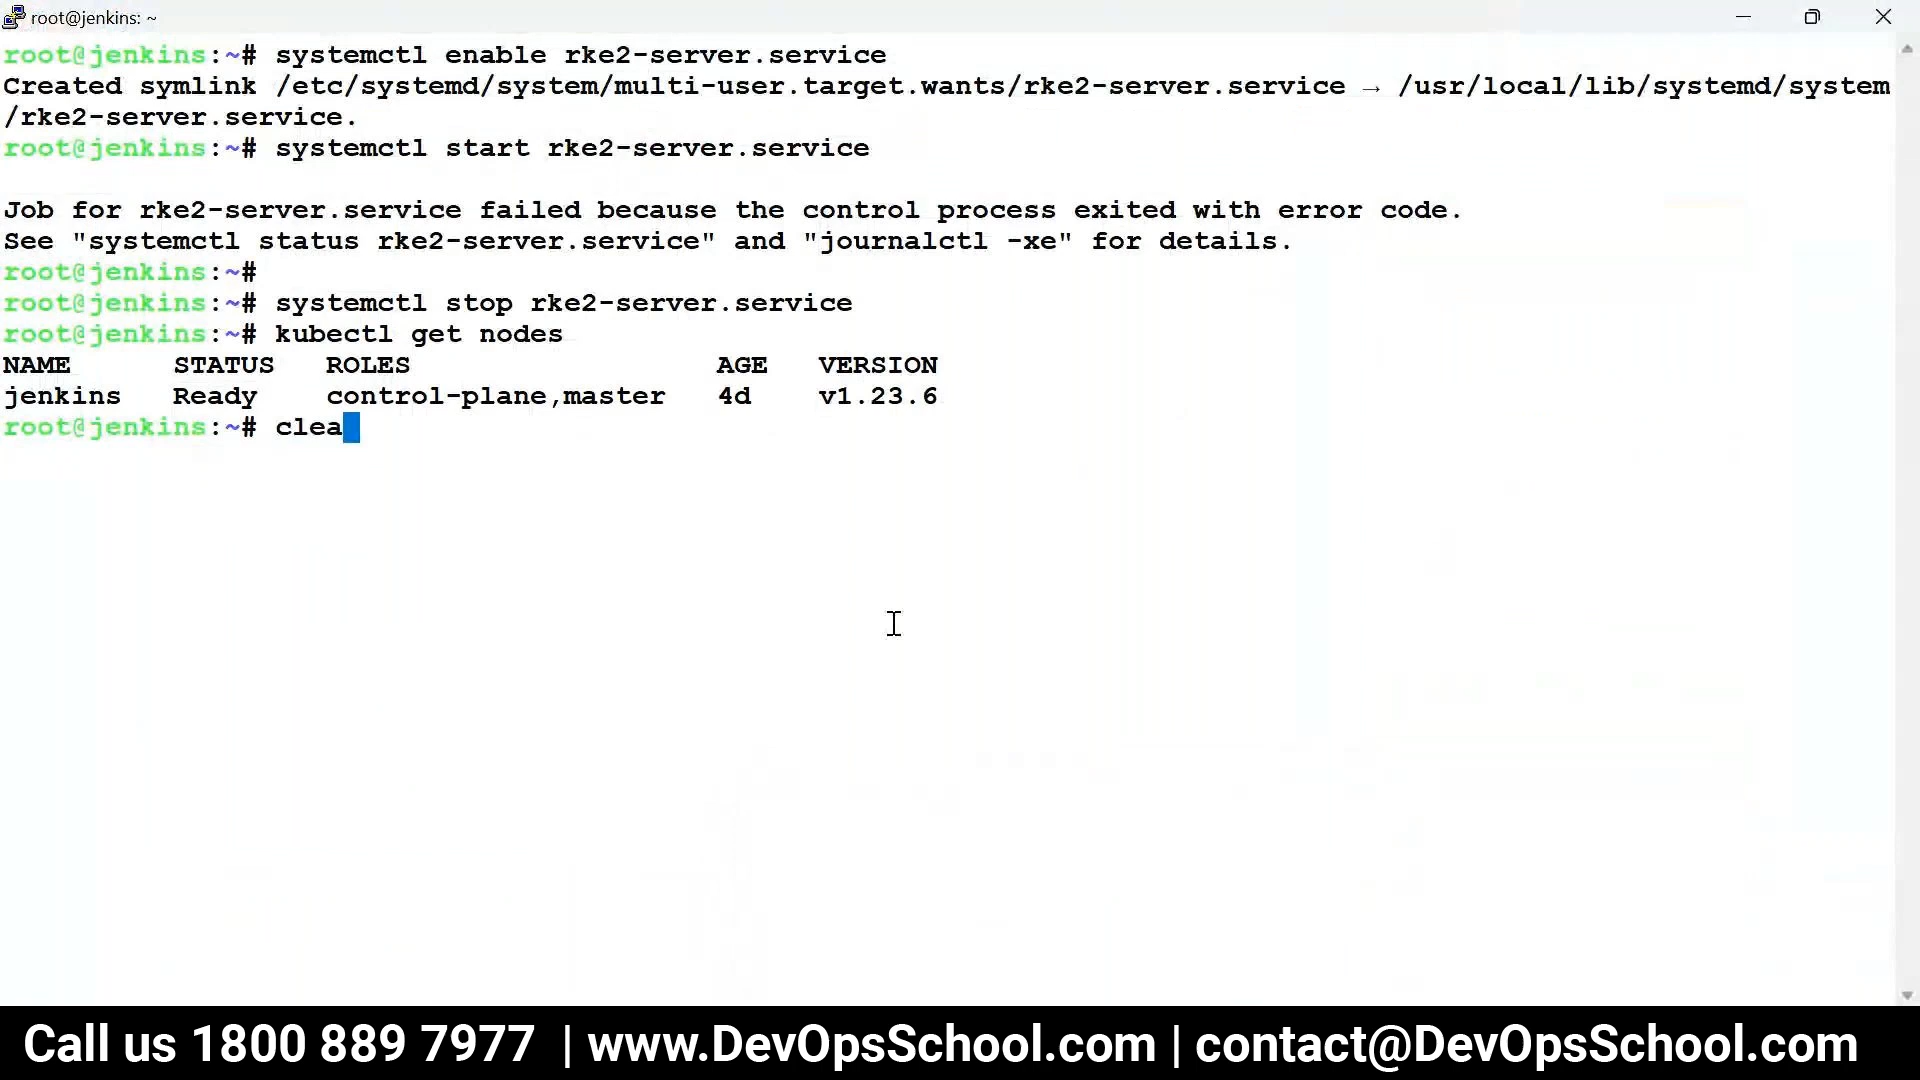 root@jenkins: ~
root@jenkins:~# systemctl enable rke2-server.service
Created symlink /etc/systemd/system/multi-user.target.wants/rke2-server.service → /usr/local/lib/systemd/system
/rke2-server.service.
root@jenkins:~# systemctl start rke2-server.service
Job for rke2-server.service failed because the control process exited with error code.
See "systemctl status rke2-server.service" and "journalctl -xe" for details.
root@jenkins:~#
root@jenkins:~# systemctl stop rke2-server.service
root@jenkins:~# kubectl get nodes
NAME      STATUS   ROLES                  AGE   VERSION
jenkins   Ready    control-plane,master   4d    v1.23.6
root@jenkins:~# clea
Call us 1800 889 7977 | www.DevOpsSchool.com | contact@DevOpsSchool.com